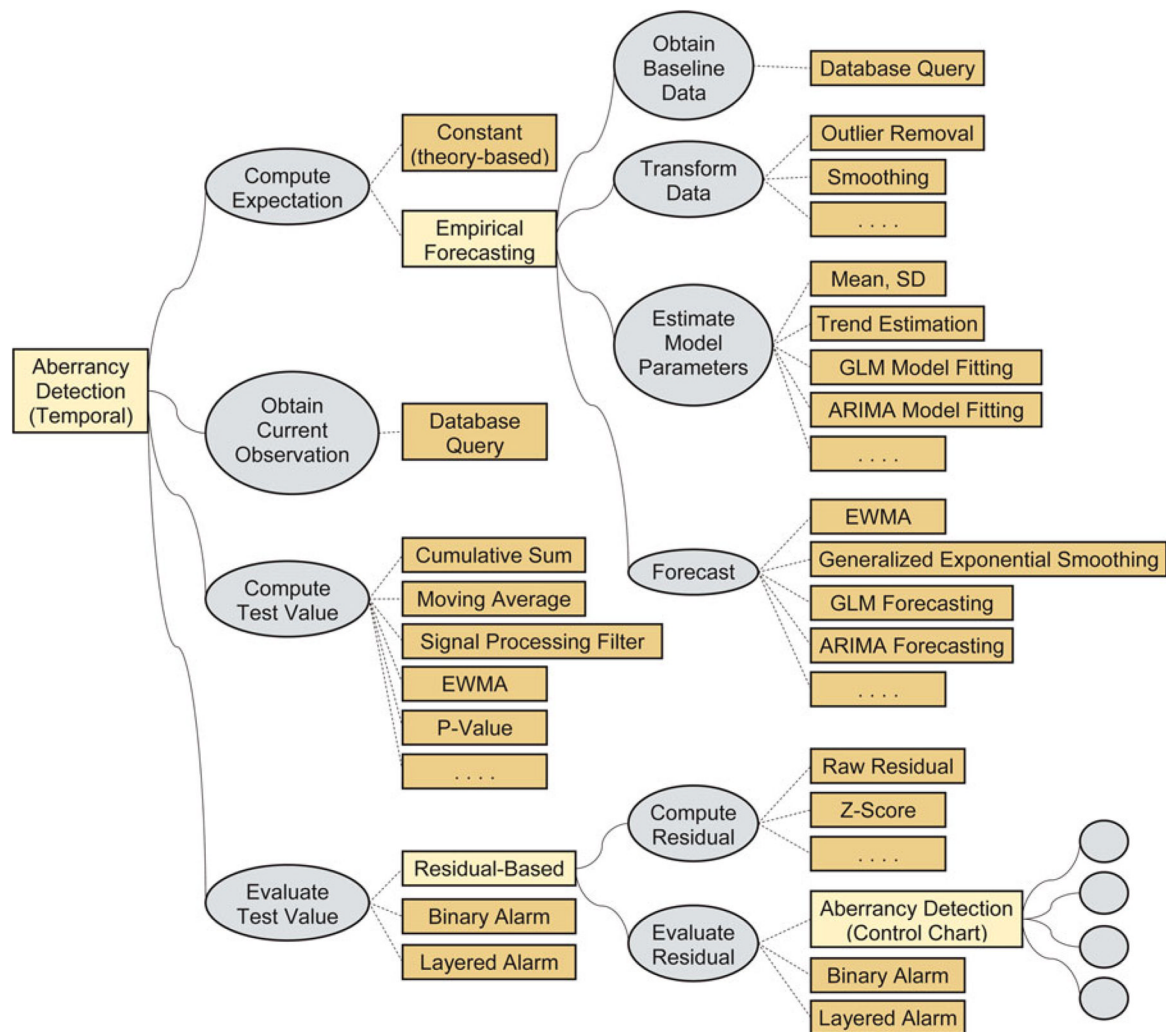 Aberrancy
Detection
(Temporal)
Compute
Expectation
Constant
(theory-based)
Empirical
Forecasting
Obtain
Baseline
Data
Database Query
Transform
Data
Outlier Removal
Smoothing
. . . .
Estimate
Model
Parameters
Mean, SD
Trend Estimation
GLM Model Fitting
ARIMA Model Fitting
. . . .
Forecast
EWMA
Generalized Exponential Smoothing
GLM Forecasting
ARIMA Forecasting
. . . .
Obtain
Current
Observation
Database
Query
Compute
Test Value
Cumulative Sum
Moving Average
Signal Processing Filter
EWMA
P-Value
. . . .
Evaluate
Test Value
Residual-Based
Binary Alarm
Layered Alarm
Compute
Residual
Raw Residual
Z-Score
. . . .
Evaluate
Residual
Aberrancy Detection
(Control Chart)
Binary Alarm
Layered Alarm